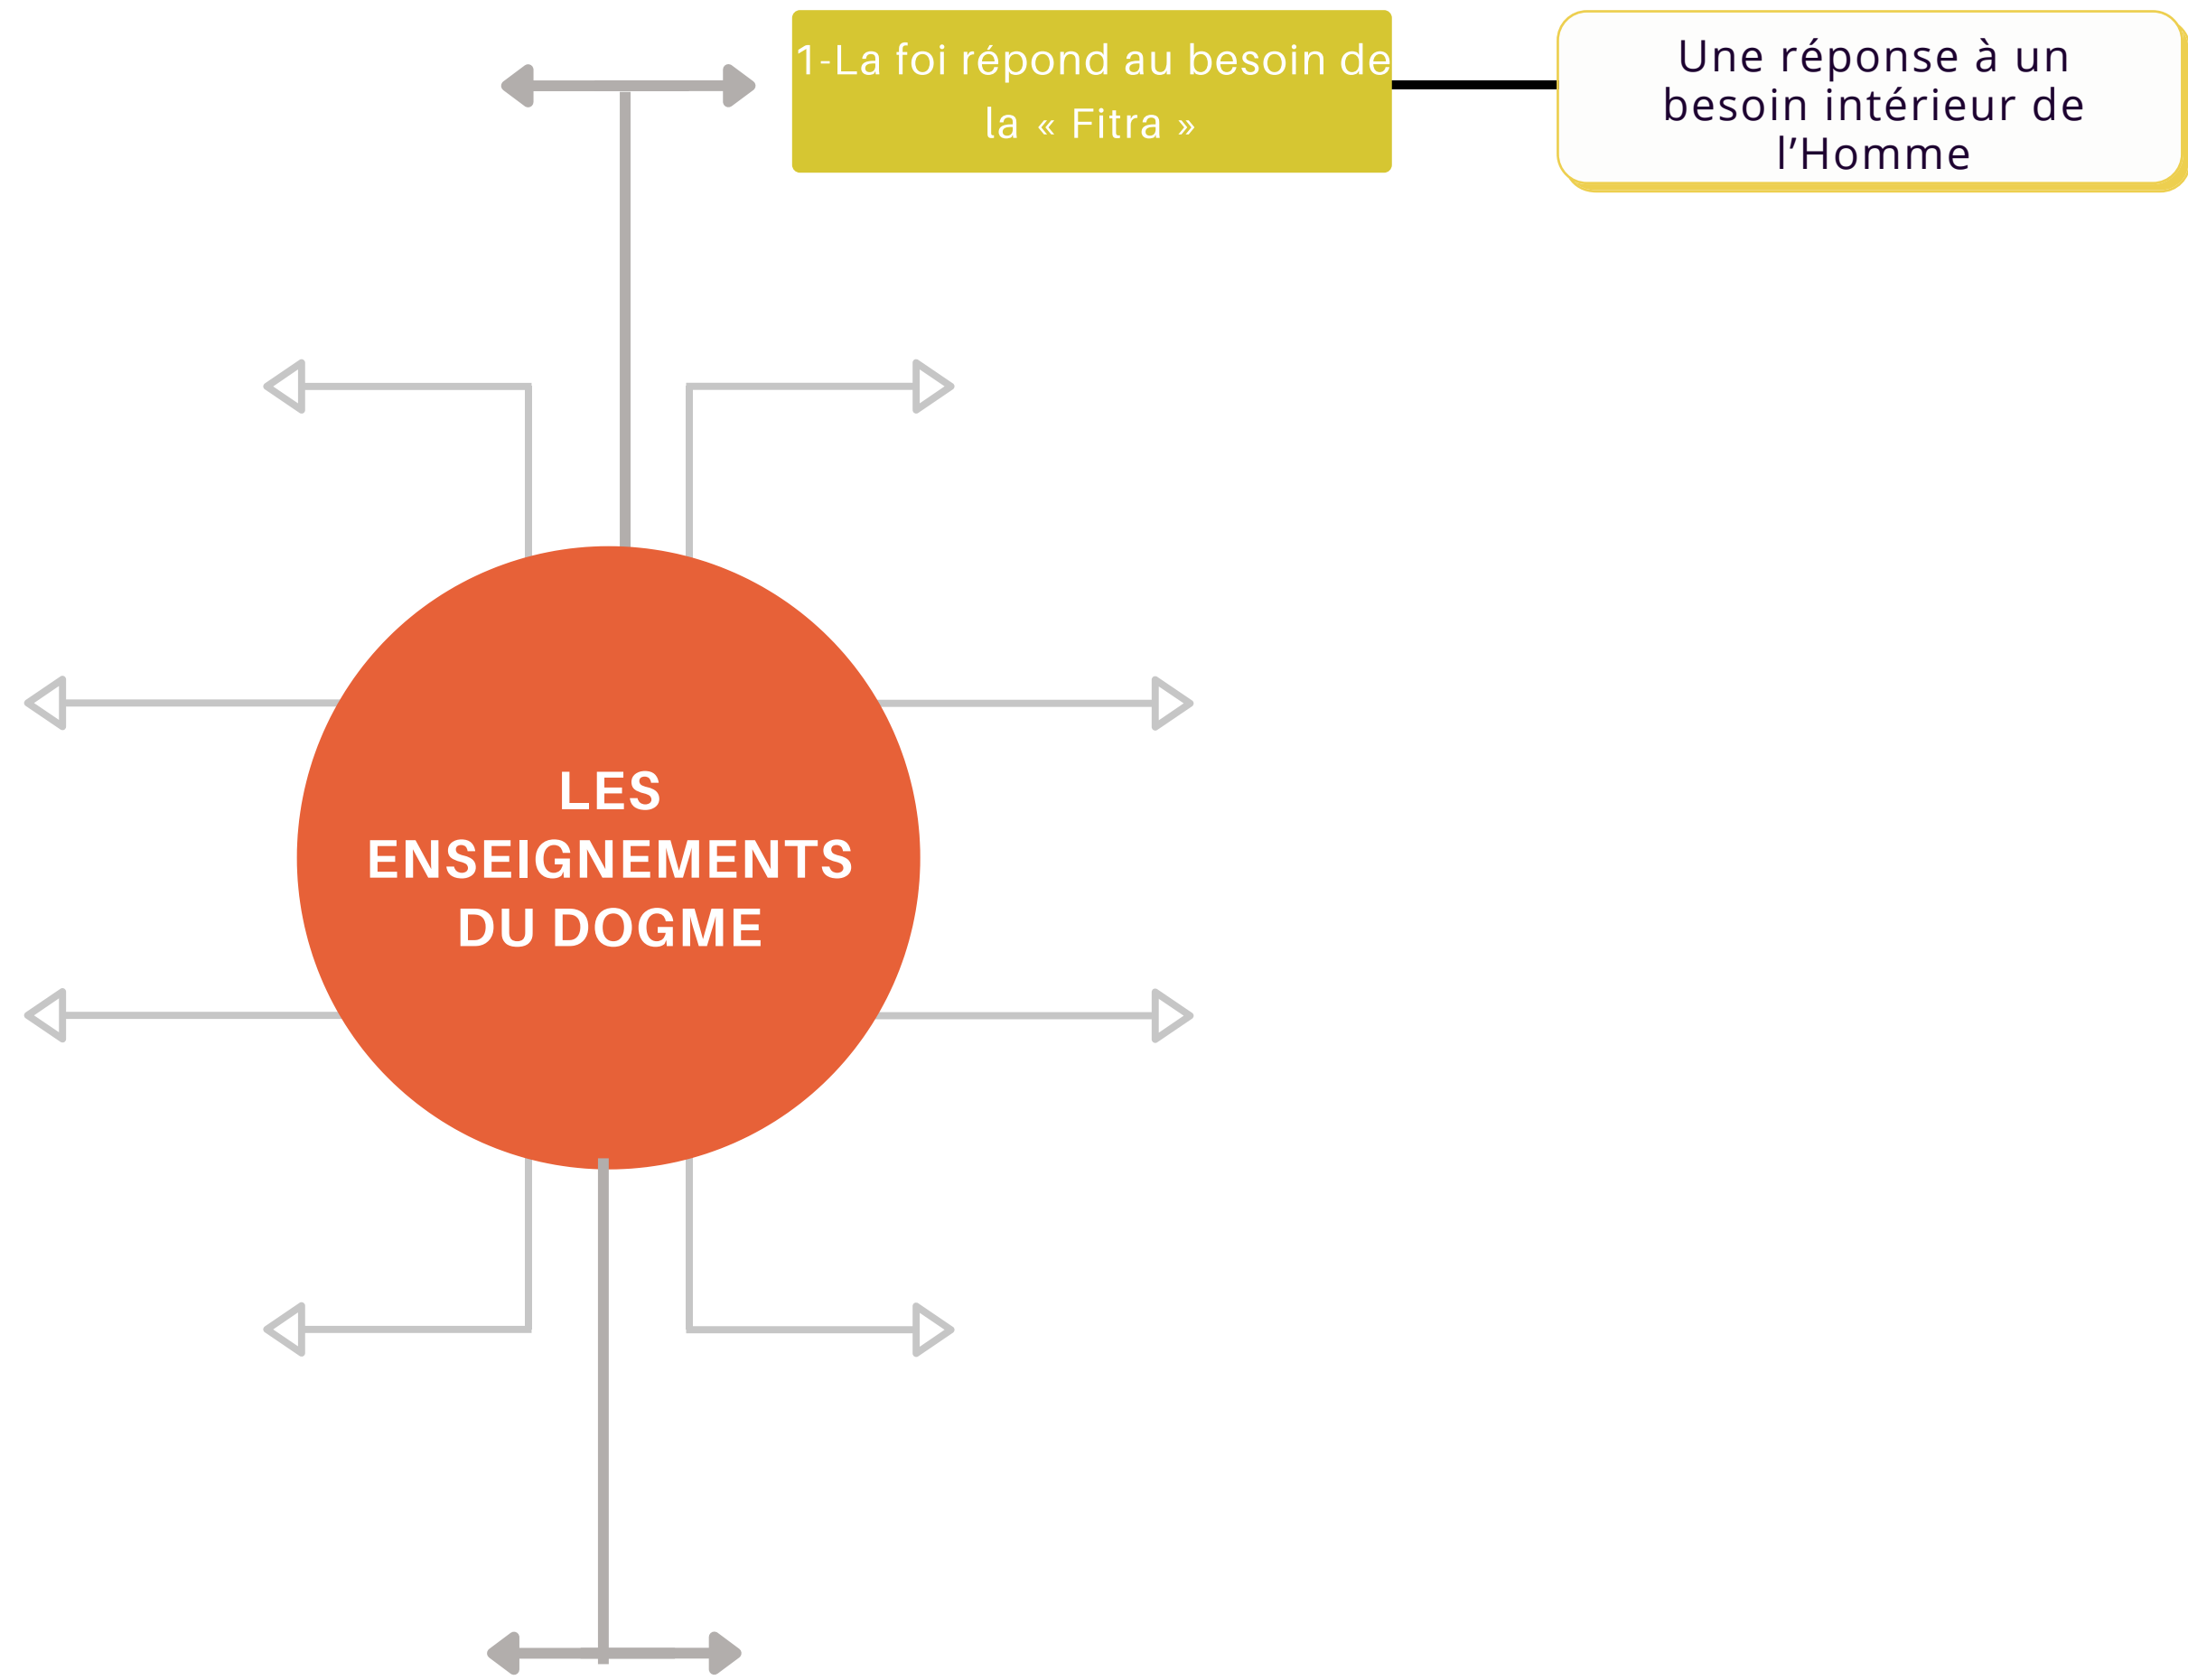 1-La foi répond au besoin de
la « Fitra »
Une réponse à un
besoin intérieur de
l’Homme
LES
ENSEIGNEMENTS
DU DOGME